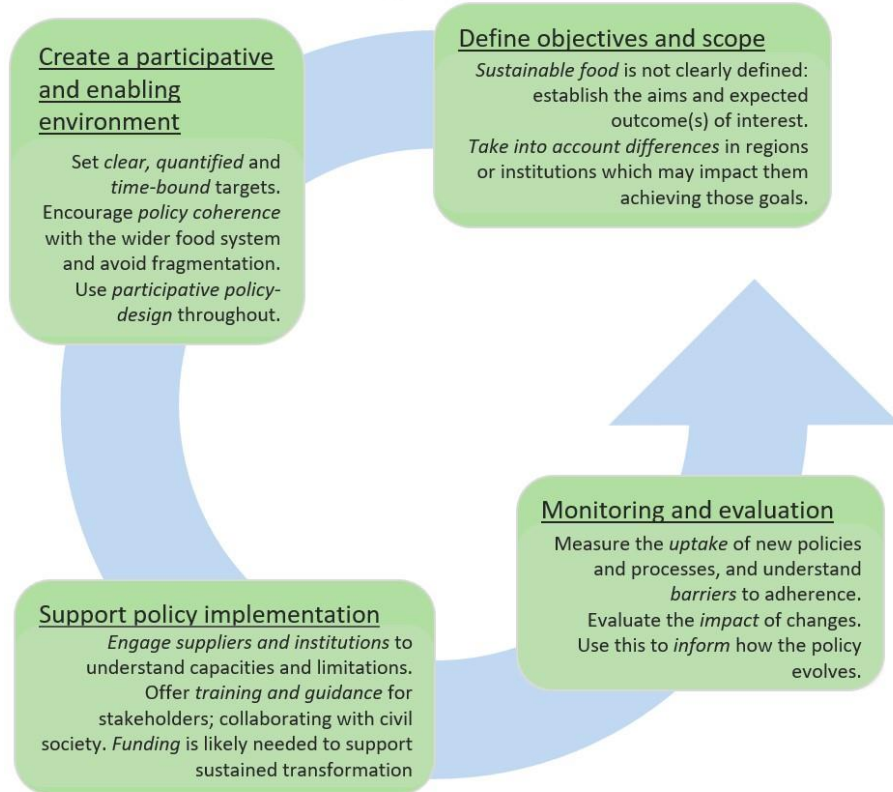 Create a participative
and enabling
environment
Set clear, quantified and
time-bound targets.
Encourage policy coherence
with the wider food system
and avoid fragmentation.
Use participative policy-
design throughout.
Define objectives and scope
Sustainable food is not clearly defined:
establish the aims and expected
outcome(s) of interest.
Take into account differences in regions
or institutions which may impact them
achieving those goals.
Support policy implementation
Engage suppliers and institutions to
understand capacities and limitations.
Offer training and guidance for
stakeholders; collaborating with civil
society. Funding is likely needed to support
sustained transformation
Monitoring and evaluation
Measure the uptake of new policies
and processes, and understand
barriers to adherence.
Evaluate the impact of changes.
Use this to inform how the policy
evolves.